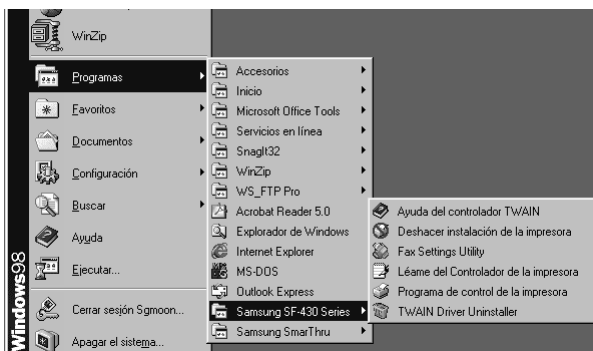 WinZip
Programas
Favoritos
Documentos
Configuración
Buscar
Ayuda
Ejecutar...
Cerrar sesión Sgmoon...
Apagar el sistema...
Windows98
Accesorios
Inicio
Microsoft Office Tools
Servicios en línea
SnagIt32
WinZip
WS_FTP Pro
Acrobat Reader 5.0
Explorador de Windows
Internet Explorer
MS-DOS
Outlook Express
Samsung SF-430 Series
Samsung SmarThru
Ayuda del controlador TWAIN
Deshacer instalación de la impresora
Fax Settings Utility
Léame del Controlador de la impresora
Programa de control de la impresora
TWAIN Driver Uninstaller